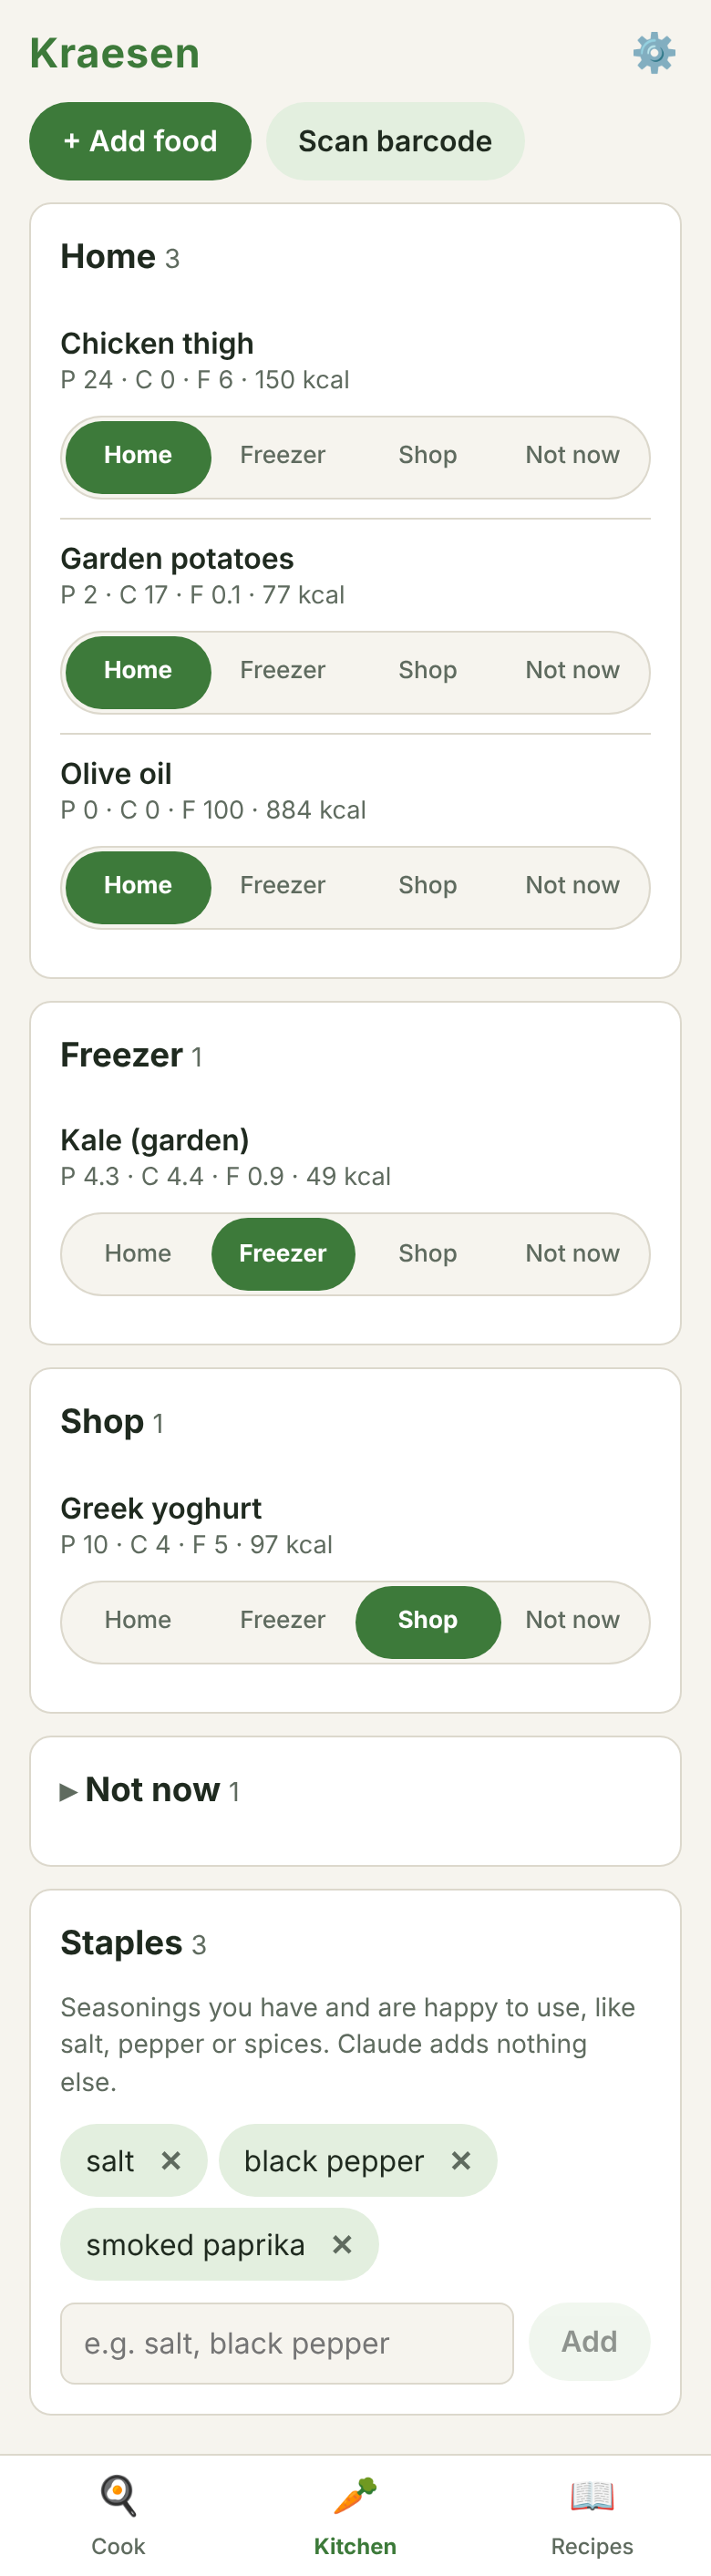 Kraesen
+ Add food
Scan barcode
Home 3
Chicken thigh
P 24 · C 0 · F 6 · 150 kcal
Home Freezer Shop Not now
Garden potatoes
P 2 · C 17 · F 0.1 · 77 kcal
Home Freezer Shop Not now
Olive oil
P 0 · C 0 · F 100 · 884 kcal
Home Freezer Shop Not now
Freezer 1
Kale (garden)
P 4.3 · C 4.4 · F 0.9 · 49 kcal
Home Freezer Shop Not now
Shop 1
Greek yoghurt
P 10 · C 4 · F 5 · 97 kcal
Home Freezer Shop Not now
Not now 1
Staples 3
Seasonings you have and are happy to use, like
salt, pepper or spices. Claude adds nothing
else.
salt ✕ black pepper ✕
smoked paprika ✕
e.g. salt, black pepper Add
Cook Kitchen Recipes